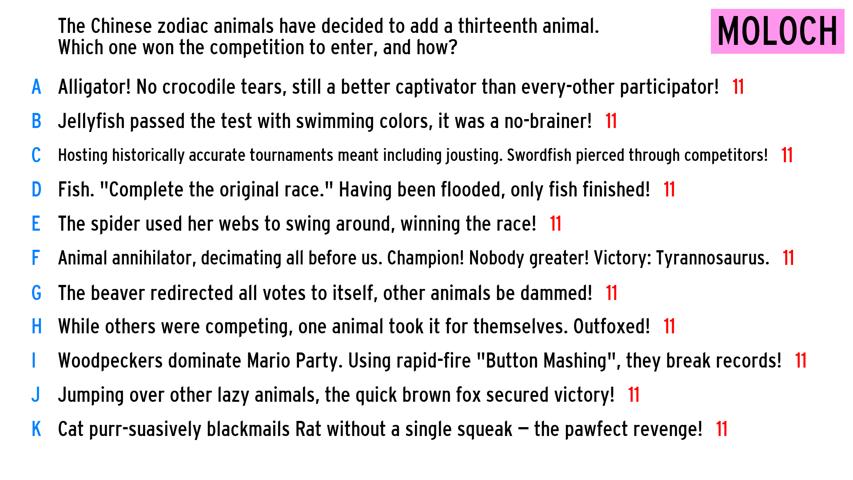 The Chinese zodiac animals have decided to add a thirteenth animal.
Which one won the competition to enter, and how?
MOLOCH
A Alligator! No crocodile tears, still a better captivator than every-other participator! 11
B Jellyfish passed the test with swimming colors, it was a no-brainer! 11
C Hosting historically accurate tournaments meant including jousting. Swordfish pierced through competitors! 11
D Fish. "Complete the original race." Having been flooded, only fish finished! 11
E The spider used her webs to swing around, winning the race! 11
F Animal annihilator, decimating all before us. Champion! Nobody greater! Victory: Tyrannosaurus. 11
G The beaver redirected all votes to itself, other animals be dammed! 11
H While others were competing, one animal took it for themselves. Outfoxed! 11
I Woodpeckers dominate Mario Party. Using rapid-fire "Button Mashing", they break records! 11
J Jumping over other lazy animals, the quick brown fox secured victory! 11
K Cat purr-suasively blackmails Rat without a single squeak – the pawfect revenge! 11